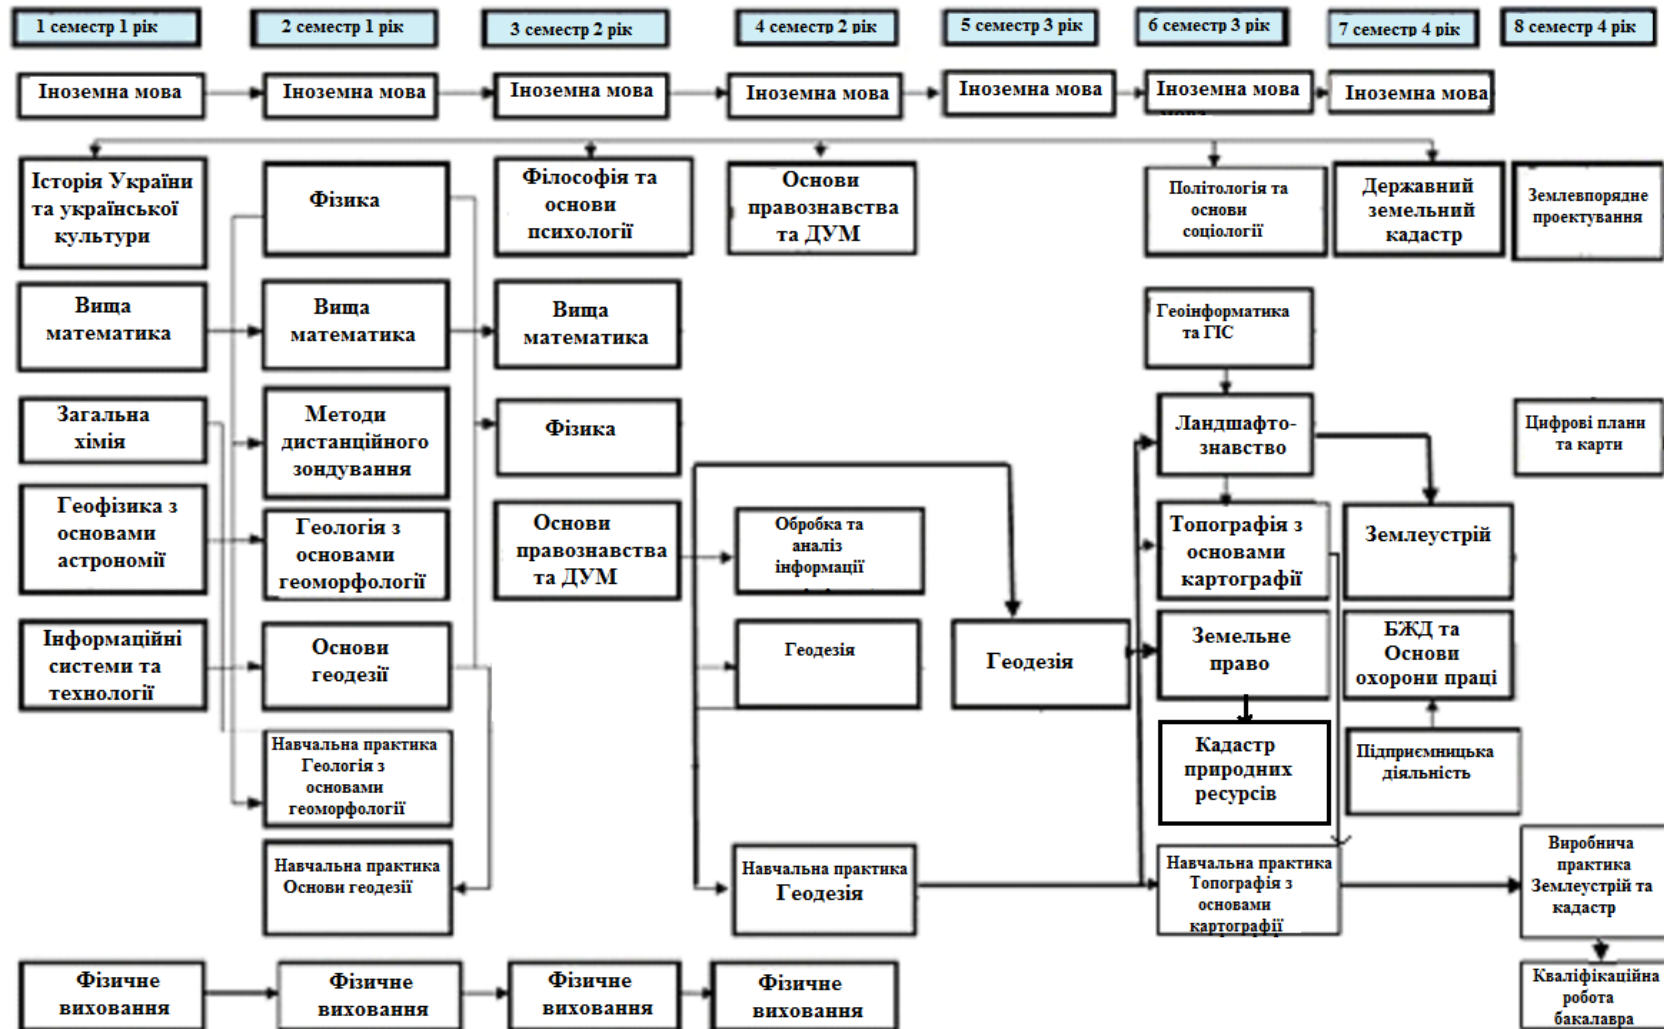 1 семестр 1 рік
2 семестр 1 рік
3 семестр 2 рік
4 семестр 2 рік
5 семестр 3 рік
6 семестр 3 рік
7 семестр 4 рік
8 семестр 4 рік
Іноземна мова
Іноземна мова
Іноземна мова
Іноземна мова
Іноземна мова
Іноземна мова
мова
Іноземна мова
Історія України
та української
культури
Фізика
Філософія та
основи
психології
Основи
правознавства
та ДУМ
Політологія та
основи
соціології
Державний
земельний
кадастр
Землевпорядне
проектування
Вища
математика
Вища
математика
Вища
математика
Геоінформатика
та ГІС
Загальна
хімія
Методи
дистанційного
зондування
Фізика
Ландшафто-
знавство
Цифрові плани
та карти
Геофізика з
основами
астрономії
Геологія з
основами
геоморфології
Основи
правознавства
та ДУМ
Обробка та
аналіз
інформації
Топографія з
основами
картографії
Землеустрій
Інформаційні
системи та
технології
Основи
геодезії
Геодезія
Геодезія
Земельне
право
БЖД та
Основи
охорони праці
Навчальна практика
Геологія з
основами
геоморфології
Кадастр
природних
ресурсів
Підприємницька
діяльність
Навчальна практика
Основи геодезії
Навчальна практика
Геодезія
Навчальна практика
Топографія з
основами
картографії
Виробнича
практика
Землеустрій та
кадастр
Фізичне
виховання
Фізичне
виховання
Фізичне
виховання
Фізичне
виховання
Кваліфікаційна
робота
бакалавра